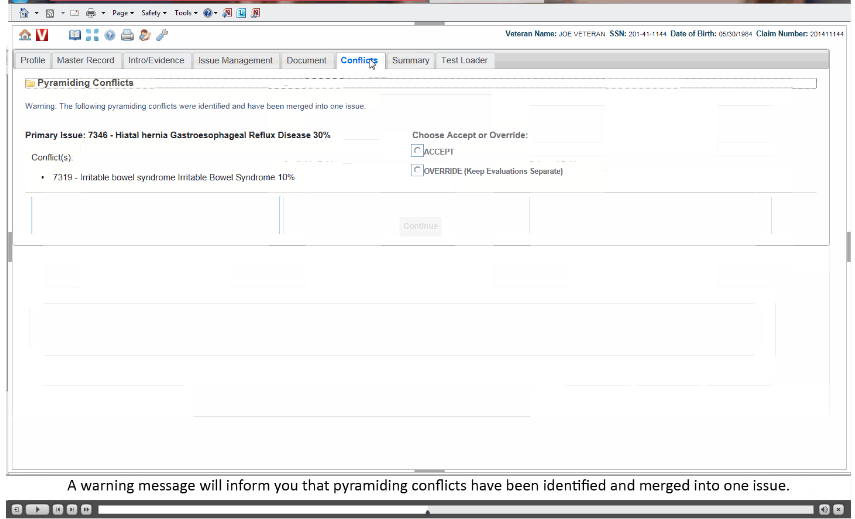 Page Safety Tools
Veteran Name: JOE VETERAN SSN: 201-41-1144 Date of Birth: 05/30/1984 Claim Number: 201411144
Profile Master Record Intro/Evidence Issue Management Document Conflicts Summary Test Loader
Pyramiding Conflicts
Warning. The following pyramiding conflicts were identified and have been merged into one issue.
Primary Issue: 7346 - Hiatal hernia Gastroesophageal Reflux Disease 30%
Choose Accept or Override:
ACCEPT
Conflict(s).
OVERRIDE (Keep Evaluations Separate)
• 7319 - Irritable bowel syndrome Irritable Bowel Syndrome 10%
Continue
A warning message will inform you that pyramiding conflicts have been identified and merged into one issue.